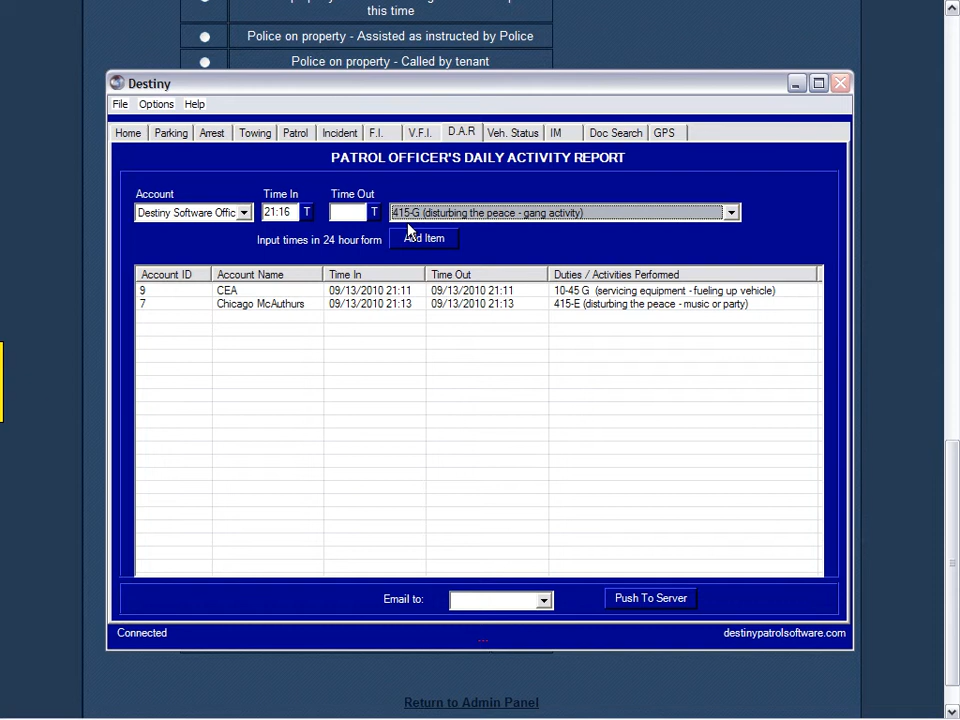 this time
Police on property - Assisted as instructed by Police
Police on property - Called by tenant
Destiny
File Options Help
Home Parking Arrest Towing Patrol Incident F.I. V.F.I. D.A.R Veh. Status IM Doc Search GPS
PATROL OFFICER'S DAILY ACTIVITY REPORT
Account Time In Time Out
Destiny Software Offic 21:16 T T 415-G (disturbing the peace - gang activity)
Input times in 24 hour form Add Item
Account ID Account Name Time In Time Out Duties / Activities Performed
9 CEA 09/13/2010 21:11 09/13/2010 21:11 10-45 G (servicing equipment - fueling up vehicle)
7 Chicago McAuthurs 09/13/2010 21:13 09/13/2010 21:13 415-E (disturbing the peace - music or party)
Email to: Push To Server
Connected ... destinypatrolsoftware.com
Return to Admin Panel